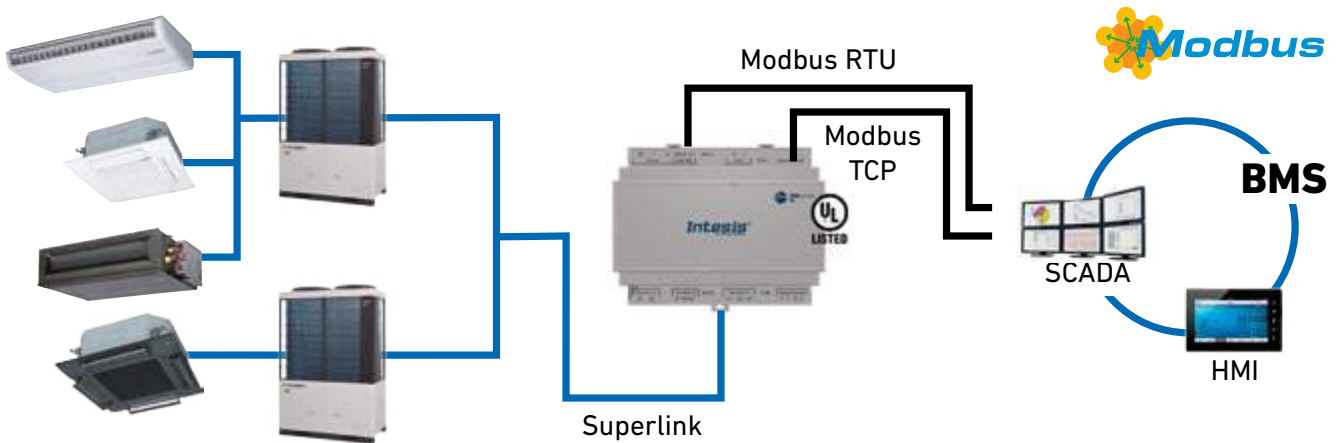 Modbus
Modbus RTU
Modbus
TCP
BMS
Intesis
UL
LISTED
SCADA
HMI
Superlink